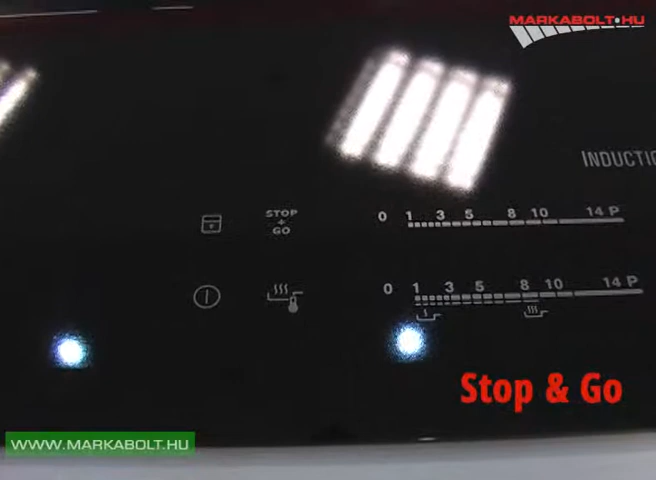 MARKABOLT.HU
INDUCTIO
STOP
+
GO
0 1 3 5 8 10 14 P
0 1 3 5 8 10 14 P
Stop & Go
WWW.MARKABOLT.HU